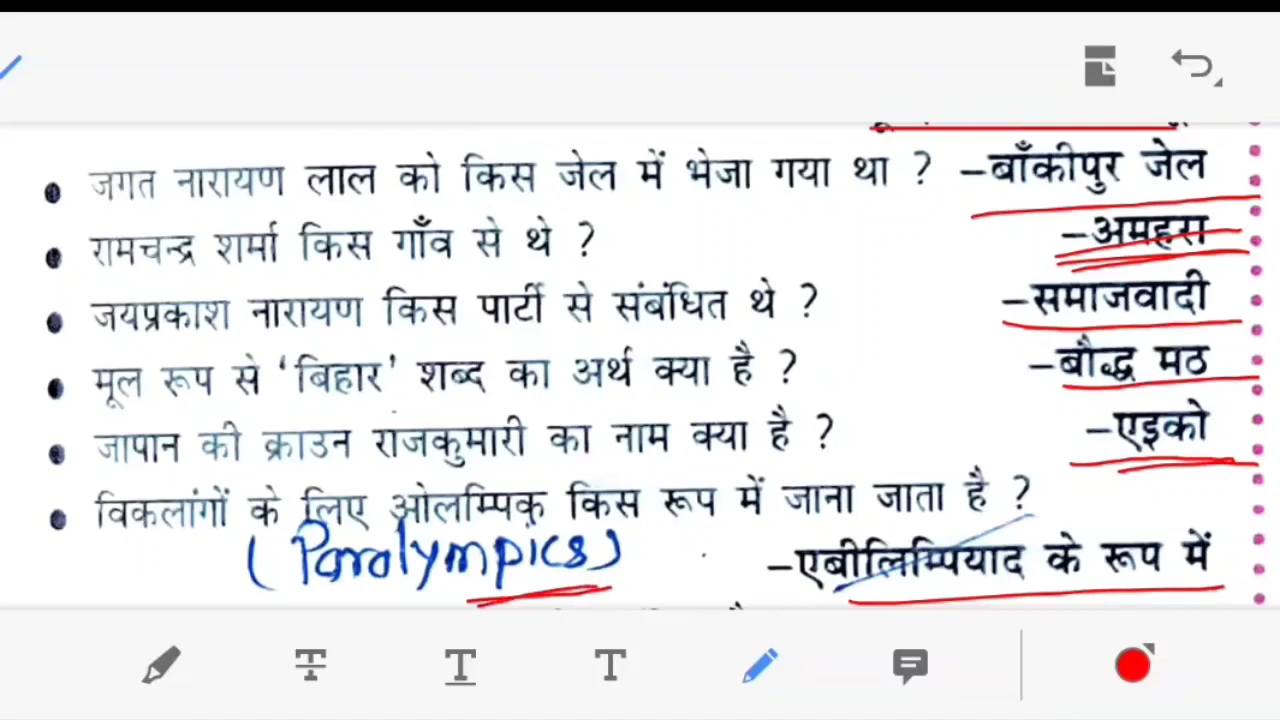 जगत नारायण लाल को किस जेल में भेजा गया था ? –बाँकीपुर जेल
रामचन्द्र शर्मा किस गाँव से थे ? –अमहरा
जयप्रकाश नारायण किस पार्टी से संबंधित थे ? –समाजवादी
मूल रूप से ‘बिहार’ शब्द का अर्थ क्या है ? –बौद्ध मठ
जापान की क्राउन राजकुमारी का नाम क्या है ? –एइको
विकलांगों के लिए ओलम्पिक किस रूप में जाना जाता है ?
(Paralympics) –एबीलिम्पियाद के रूप में